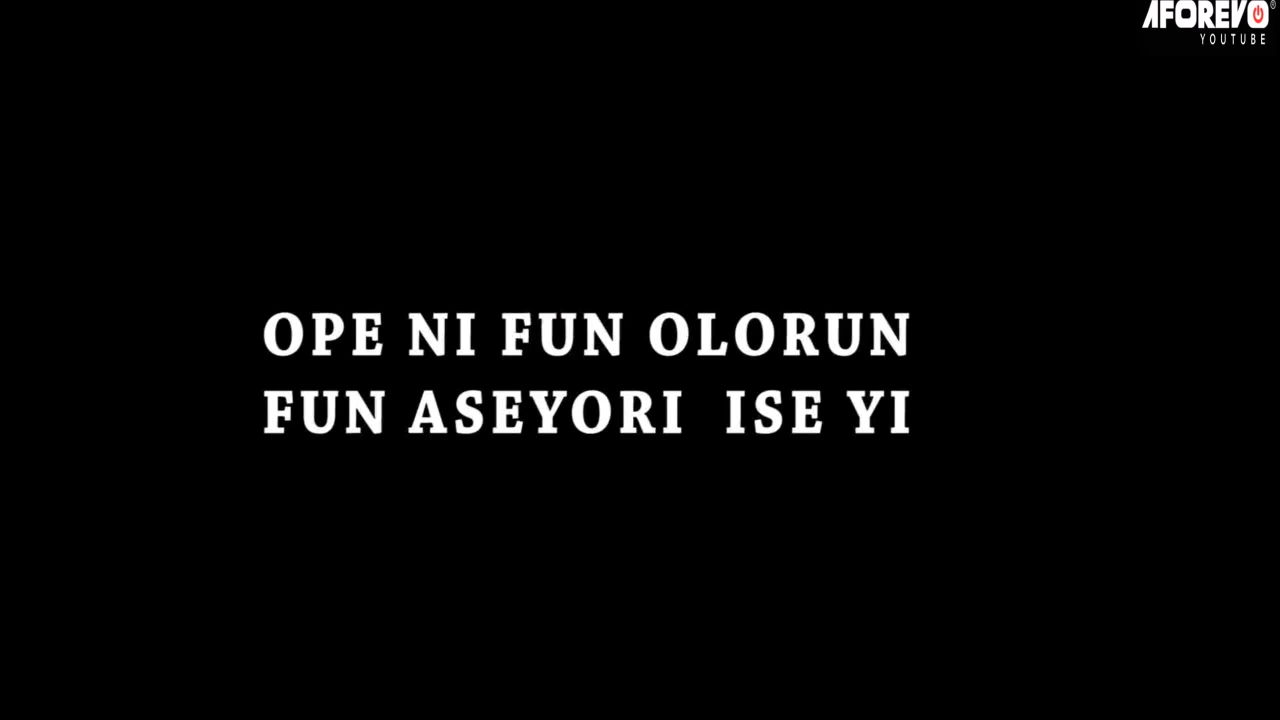 AFOREVO®
YOUTUBE
OPE NI FUN OLORUN
FUN ASEYORI ISE YI